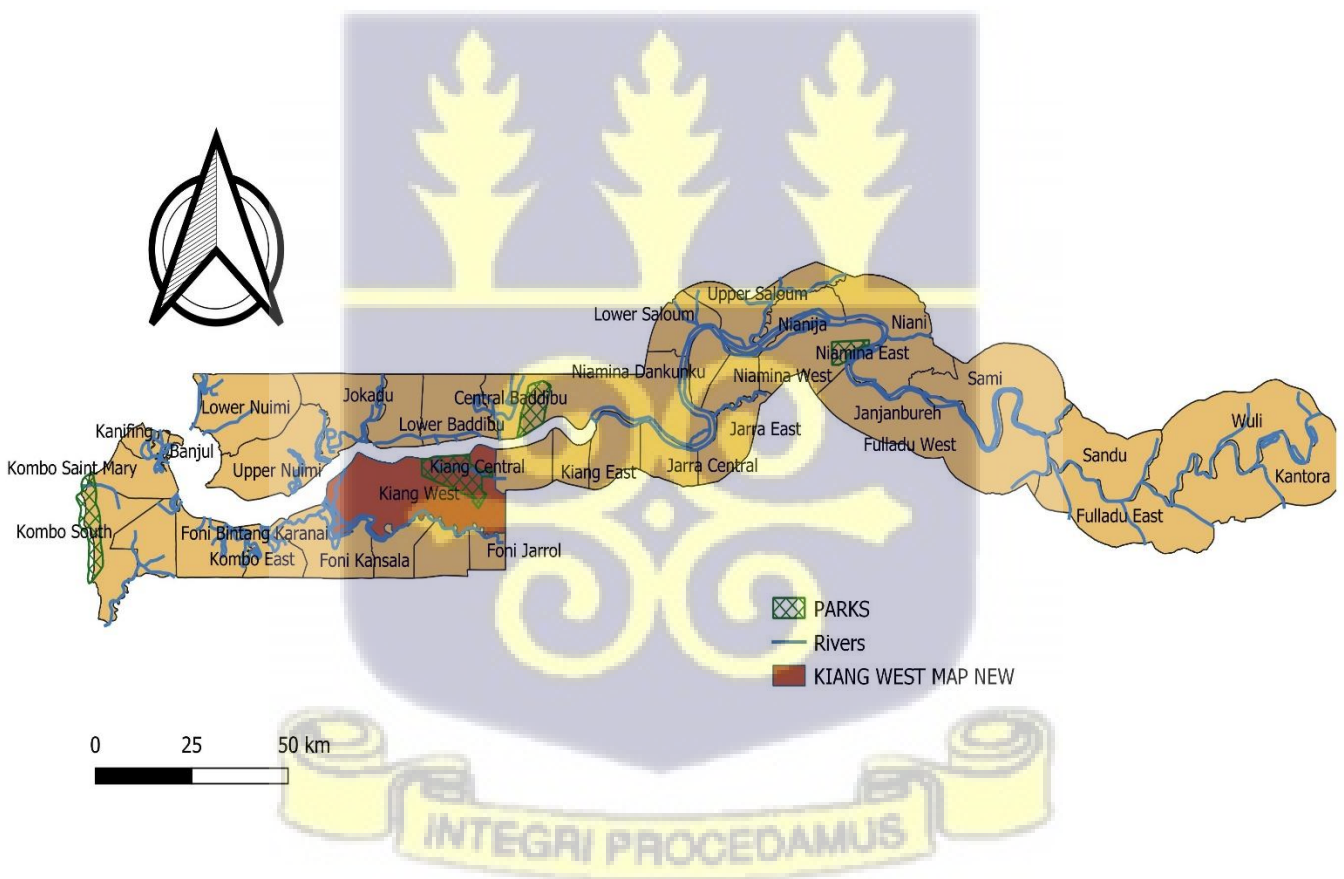 Upper Saloum
Lower Saloum
Nianija
Niani
Niamina East
Niamina Dankunku
Niamina West
Sami
Jokadu
Central Baddibu
Lower Nuimi
Lower Baddibu
Janjanbureh
Jarra East
Fulladu West
Wuli
Kanifing
Banjul
Kombo Saint Mary
Upper Nuimi
Kiang Central
Kiang East
Jarra Central
Sandu
Kantora
Kiang West
Fulladu East
Kombo South
Foni Bintang Karanai
Kombo East
Foni Kansala
Foni Jarrol
PARKS
Rivers
KIANG WEST MAP NEW
0 25 50 km
INTEGRI PROCEDAMUS